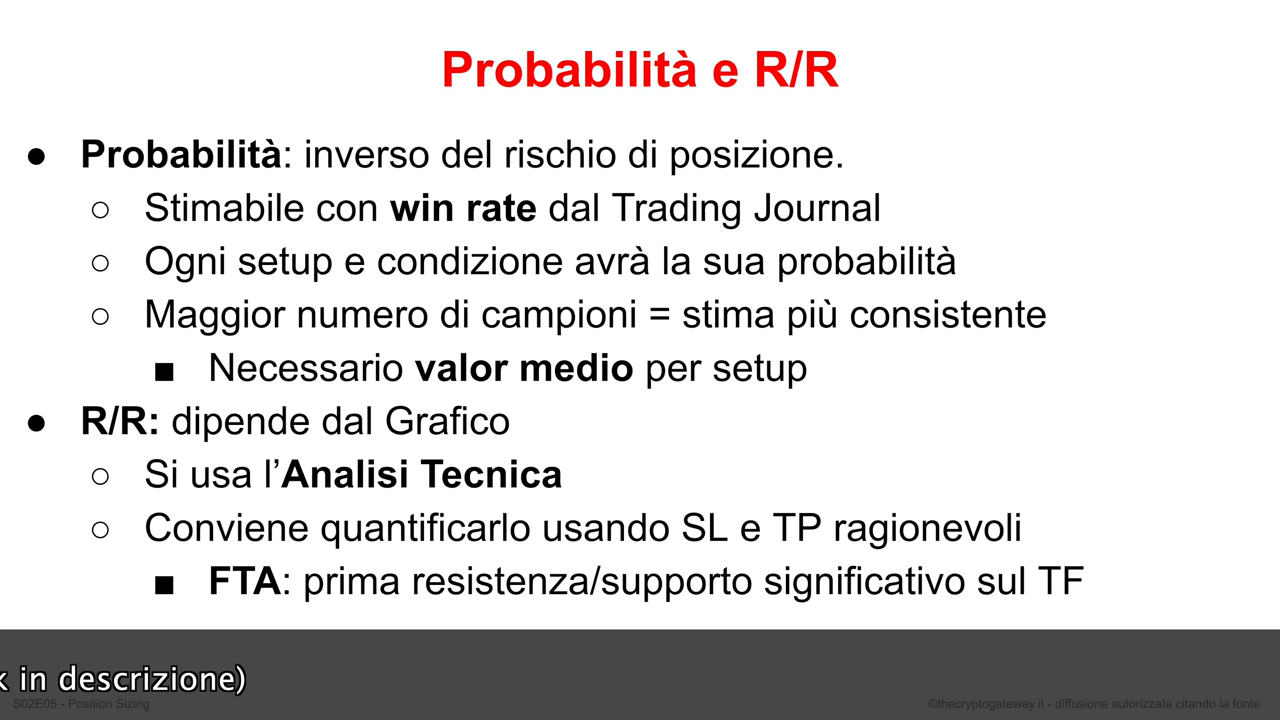 Probabilità e R/R
● Probabilità: inverso del rischio di posizione.
○ Stimabile con win rate dal Trading Journal
○ Ogni setup e condizione avrà la sua probabilità
○ Maggior numero di campioni = stima più consistente
■ Necessario valor medio per setup
● R/R: dipende dal Grafico
○ Si usa l’Analisi Tecnica
○ Conviene quantificarlo usando SL e TP ragionevoli
■ FTA: prima resistenza/supporto significativo sul TF
in descrizione)
S02E05 - Position Sizing
©thecryptogateway.it - diffusione autorizzata citando la fonte